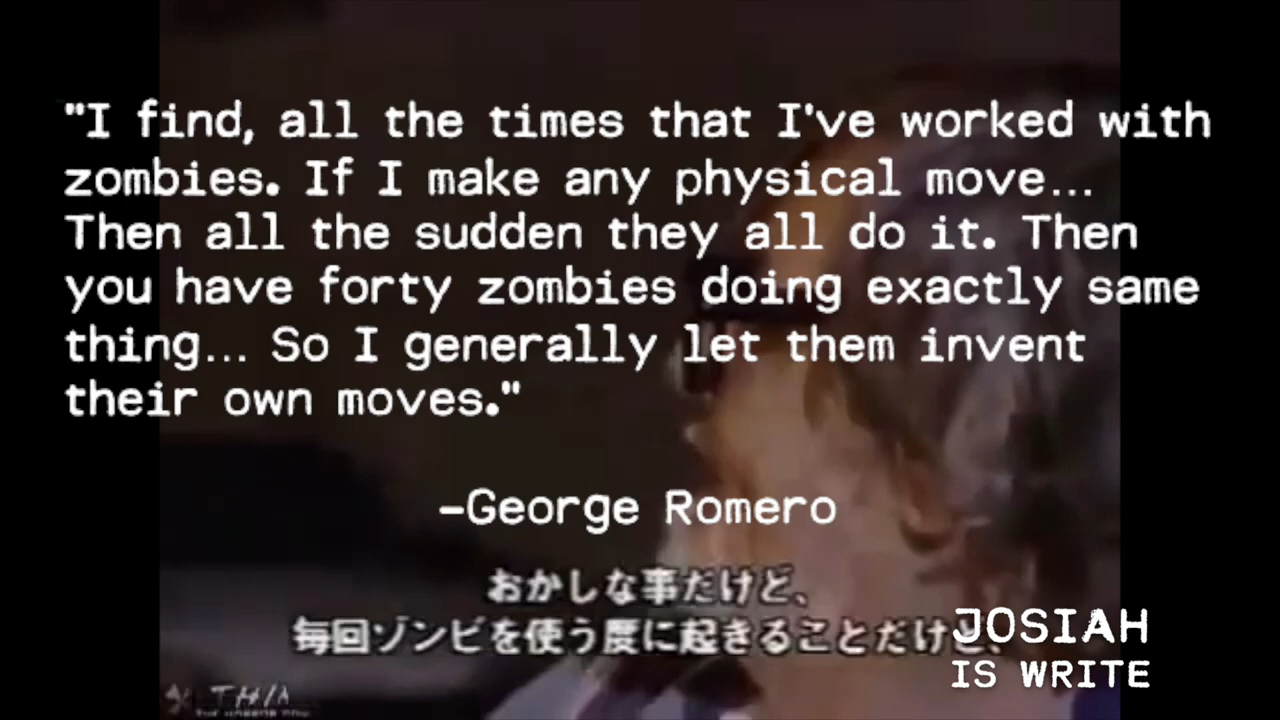 "I find, all the times that I've worked with
zombies. If I make any physical move...
Then all the sudden they all do it. Then
you have forty zombies doing exactly same
thing... So I generally let them invent
their own moves."
-George Romero
おかしな事だけど、
毎回ゾンビを使う度に起きることだけど、
JOSIAH
IS WRITE